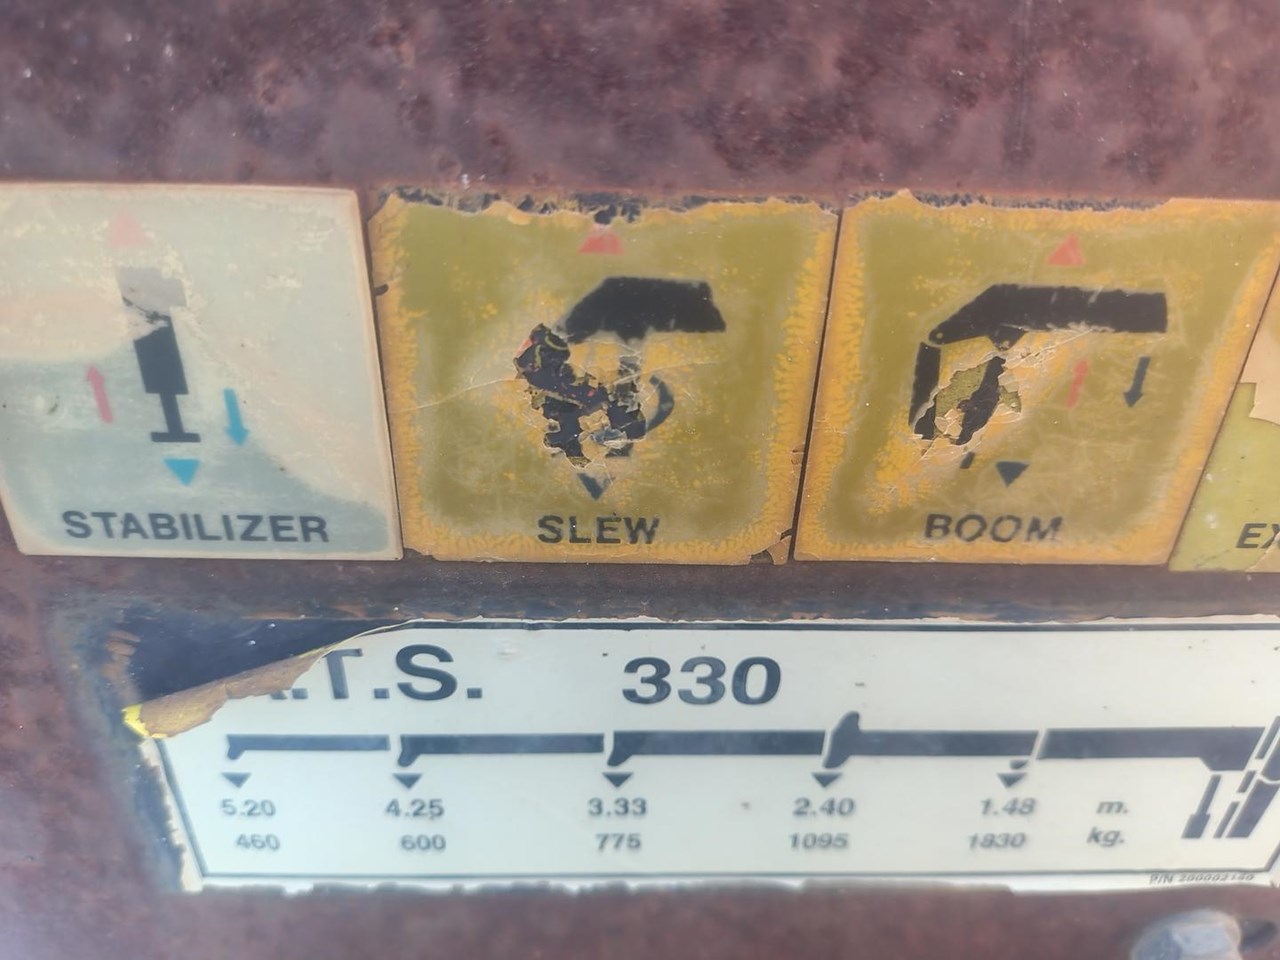 STABILIZER
SLEW
BOOM
EX
.T.S. 330
5.20 4.25 3.33 2.40 1.48 m.
460 600 775 1095 1830 kg.
P/N